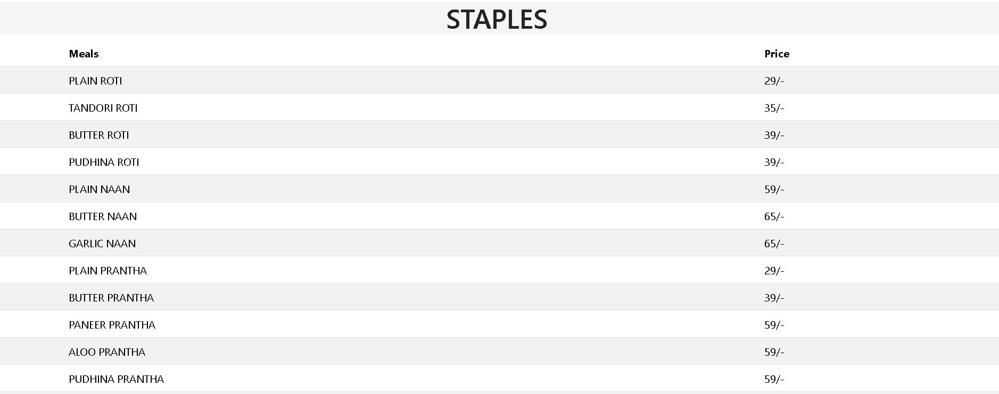 STAPLES
Meals Price
PLAIN ROTI 29/-
TANDORI ROTI 35/-
BUTTER ROTI 39/-
PUDHINA ROTI 39/-
PLAIN NAAN 59/-
BUTTER NAAN 65/-
GARLIC NAAN 65/-
PLAIN PRANTHA 29/-
BUTTER PRANTHA 39/-
PANEER PRANTHA 59/-
ALOO PRANTHA 59/-
PUDHINA PRANTHA 59/-